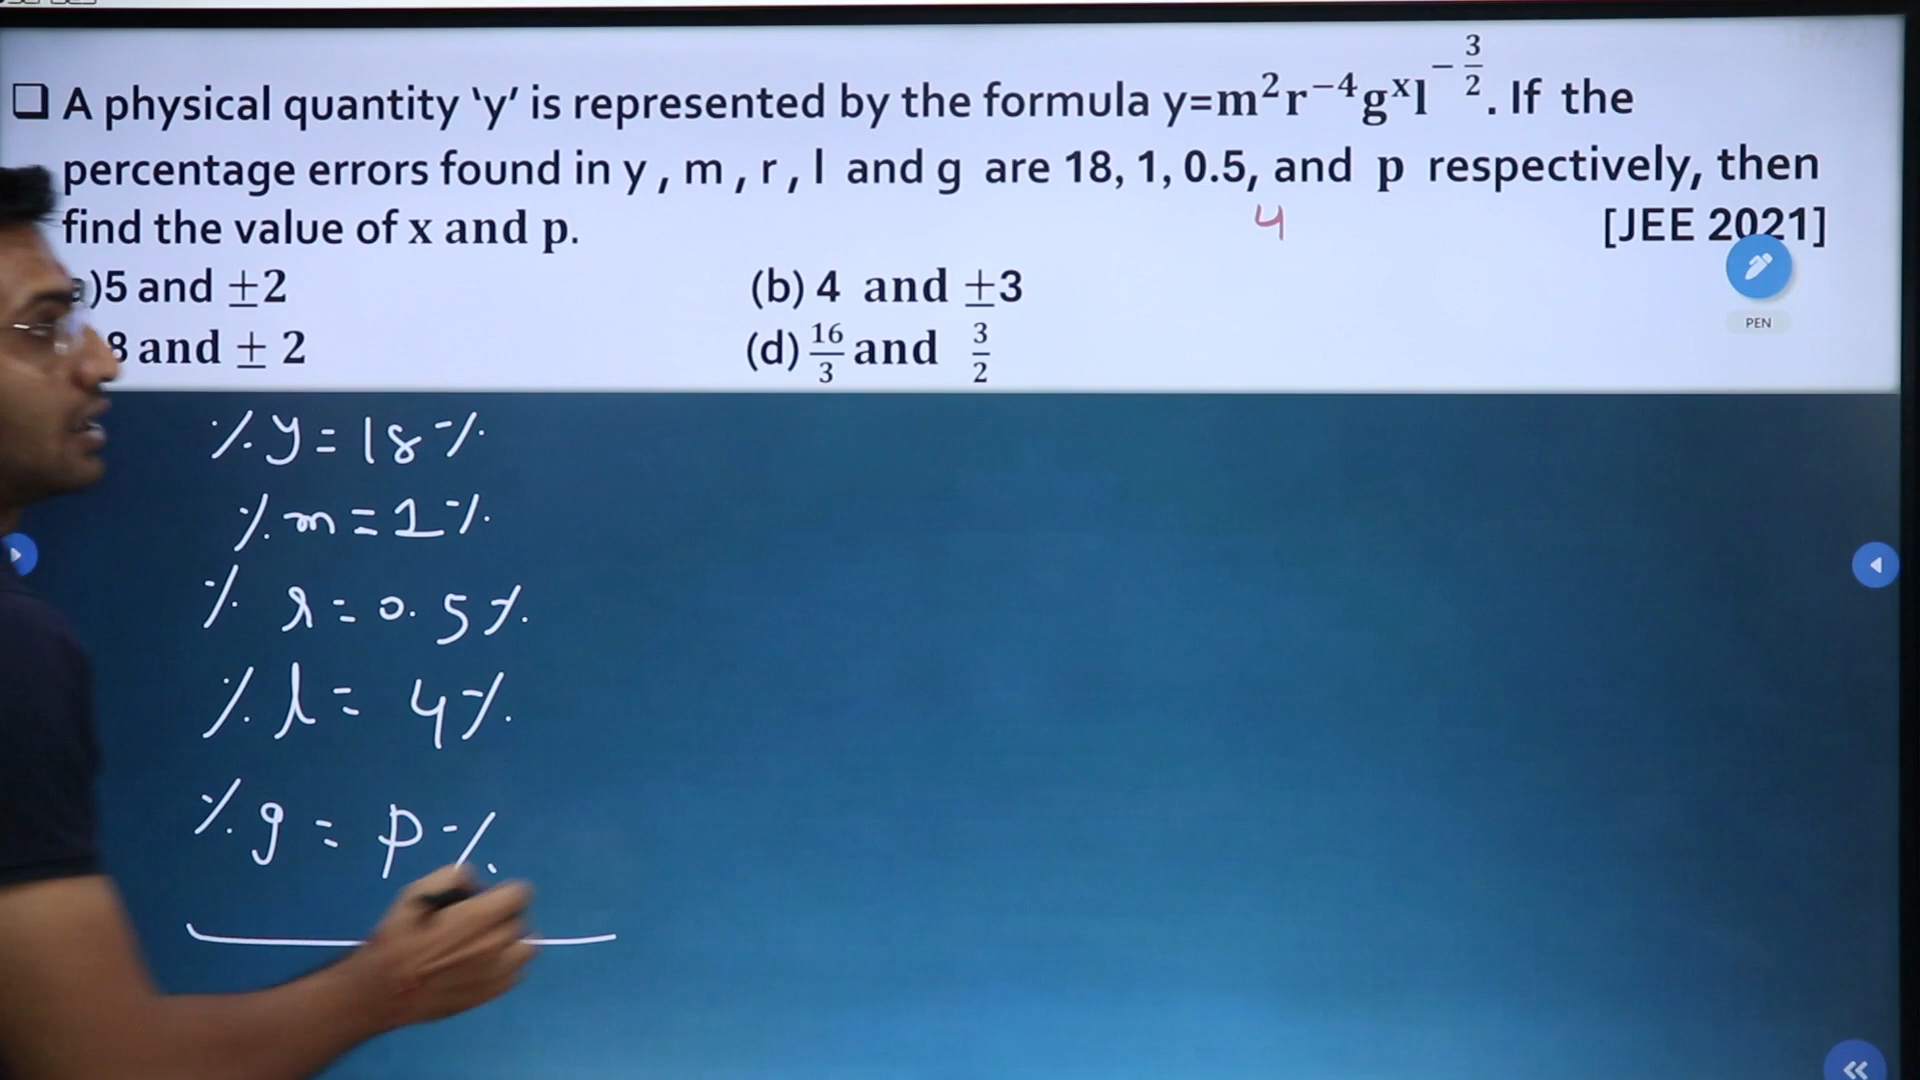 ❑ A physical quantity ‘y’ is represented by the formula y=m²r⁻⁴gˣl^(-3/2). If the
percentage errors found in y , m , r , l and g are 18, 1, 0.5, and p respectively, then
4
find the value of x and p. [JEE 2021]
a)5 and ±2 (b) 4 and ±3
8 and ± 2 (d) 16/3 and 3/2
PEN
% y = 18 %
% m = 1 %
% r = 0.5 %
% l = 4 %
% g = p %